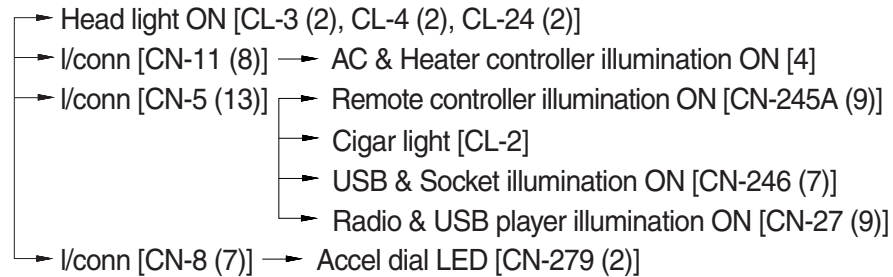 Head light ON [CL-3 (2), CL-4 (2), CL-24 (2)]
I/conn [CN-11 (8)] AC & Heater controller illumination ON [4]
I/conn [CN-5 (13)] Remote controller illumination ON [CN-245A (9)]
Cigar light [CL-2]
USB & Socket illumination ON [CN-246 (7)]
Radio & USB player illumination ON [CN-27 (9)]
I/conn [CN-8 (7)] Accel dial LED [CN-279 (2)]